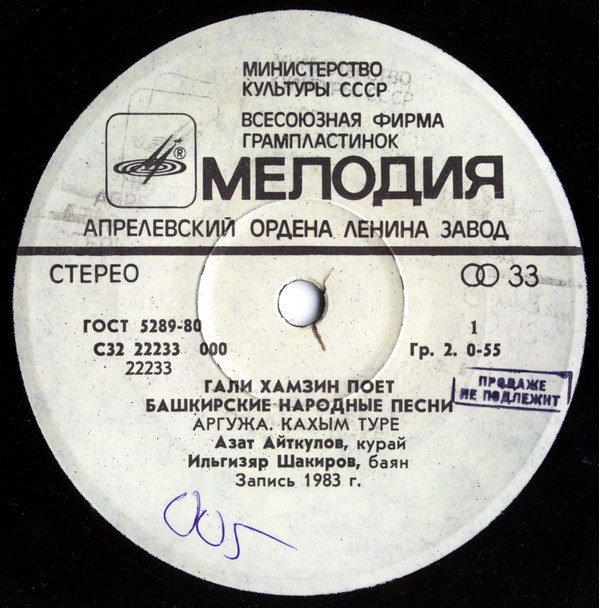 МИНИСТЕРСТВО
КУЛЬТУРЫ СССР
ВСЕСОЮЗНАЯ ФИРМА
ГРАМПЛАСТИНОК
®
МЕЛОДИЯ
АПРЕЛЕВСКИЙ ОРДЕНА ЛЕНИНА ЗАВОД
СТЕРЕО 33
ГОСТ 5289-80 1
С32 22233 000 Гр. 2. 0-55
22233
ГАЛИ ХАМЗИН ПОЕТ
БАШКИРСКИЕ НАРОДНЫЕ ПЕСНИ
ПРОДАЖЕ
НЕ ПОДЛЕЖИТ
АРГУЖА. КАХЫМ ТУРЕ
Азат Айткулов, курай
Ильгизяр Шакиров, баян
Запись 1983 г.
005